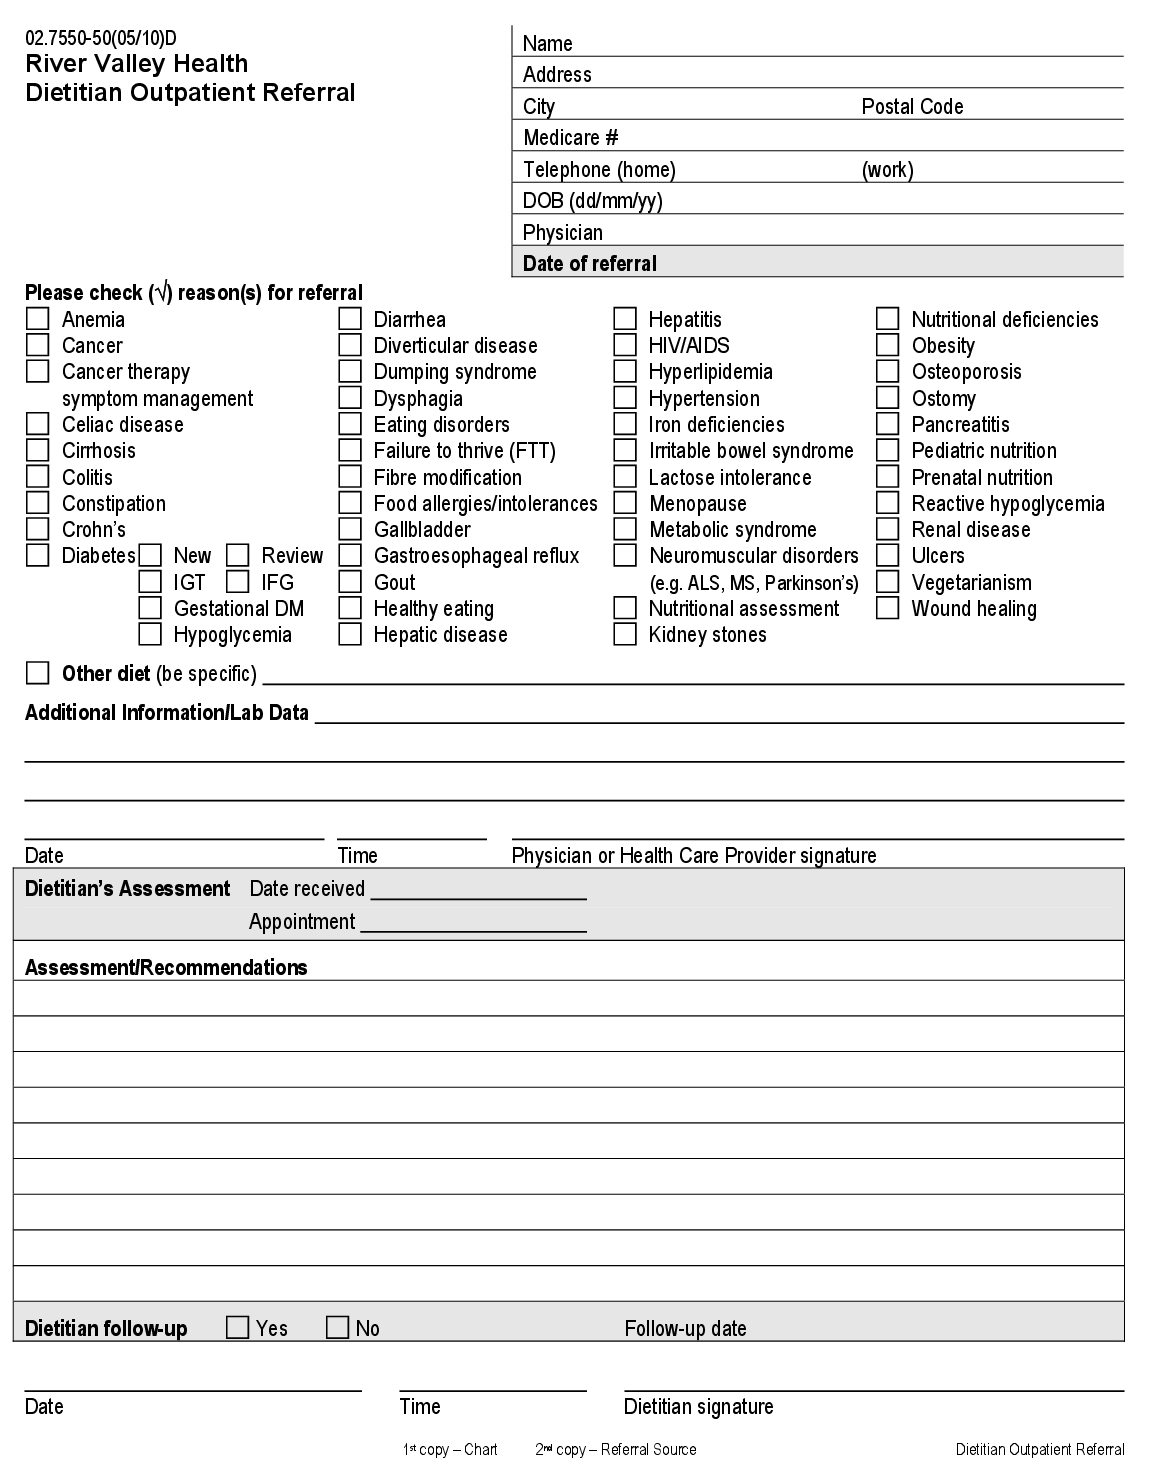 02.7550-50(05/10)D
River Valley Health
Dietitian Outpatient Referral
Name
Address
City Postal Code
Medicare #
Telephone (home) (work)
DOB (dd/mm/yy)
Physician
Date of referral
Please check (√) reason(s) for referral
Anemia
Cancer
Cancer therapy
symptom management
Celiac disease
Cirrhosis
Colitis
Constipation
Crohn's
Diabetes New Review
IGT IFG
Gestational DM
Hypoglycemia
Diarrhea
Diverticular disease
Dumping syndrome
Dysphagia
Eating disorders
Failure to thrive (FTT)
Fibre modification
Food allergies/intolerances
Gallbladder
Gastroesophageal reflux
Gout
Healthy eating
Hepatic disease
Hepatitis
HIV/AIDS
Hyperlipidemia
Hypertension
Iron deficiencies
Irritable bowel syndrome
Lactose intolerance
Menopause
Metabolic syndrome
Neuromuscular disorders
(e.g. ALS, MS, Parkinson's)
Nutritional assessment
Kidney stones
Nutritional deficiencies
Obesity
Osteoporosis
Ostomy
Pancreatitis
Pediatric nutrition
Prenatal nutrition
Reactive hypoglycemia
Renal disease
Ulcers
Vegetarianism
Wound healing
Other diet (be specific)
Additional Information/Lab Data
Date Time Physician or Health Care Provider signature
Dietitian's Assessment Date received
Appointment
Assessment/Recommendations
Dietitian follow-up Yes No Follow-up date
Date Time Dietitian signature
1st copy – Chart 2nd copy – Referral Source Dietitian Outpatient Referral